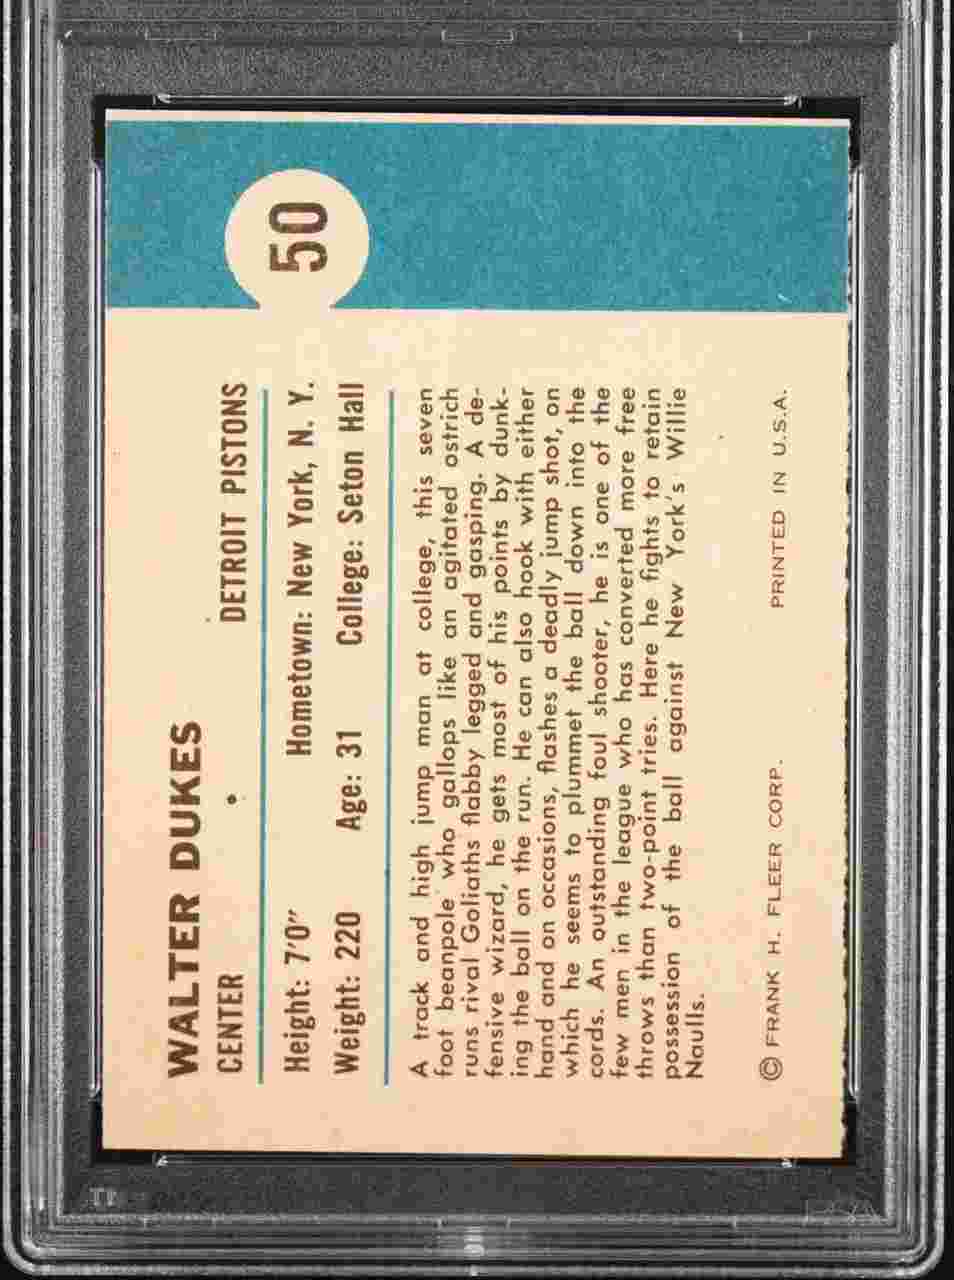 50
WALTER DUKES
CENTER DETROIT PISTONS
Height: 7'0" Hometown: New York, N. Y.
Weight: 220 Age: 31 College: Seton Hall
A track and high jump man at college, this seven
foot beanpole who gallops like an agitated ostrich
runs rival Goliaths flabby legged and gasping. A de-
fensive wizard, he gets most of his points by dunk-
ing the ball on the run. He can also hook with either
hand and on occasions, flashes a deadly jump shot, on
which he seems to plummet the ball down into the
cords. An outstanding foul shooter, he is one of the
few men in the league who has converted more free
throws than two-point tries. Here he fights to retain
possession of the ball against New York's Willie
Naulls.
© FRANK H. FLEER CORP. PRINTED IN U.S.A.
PSA